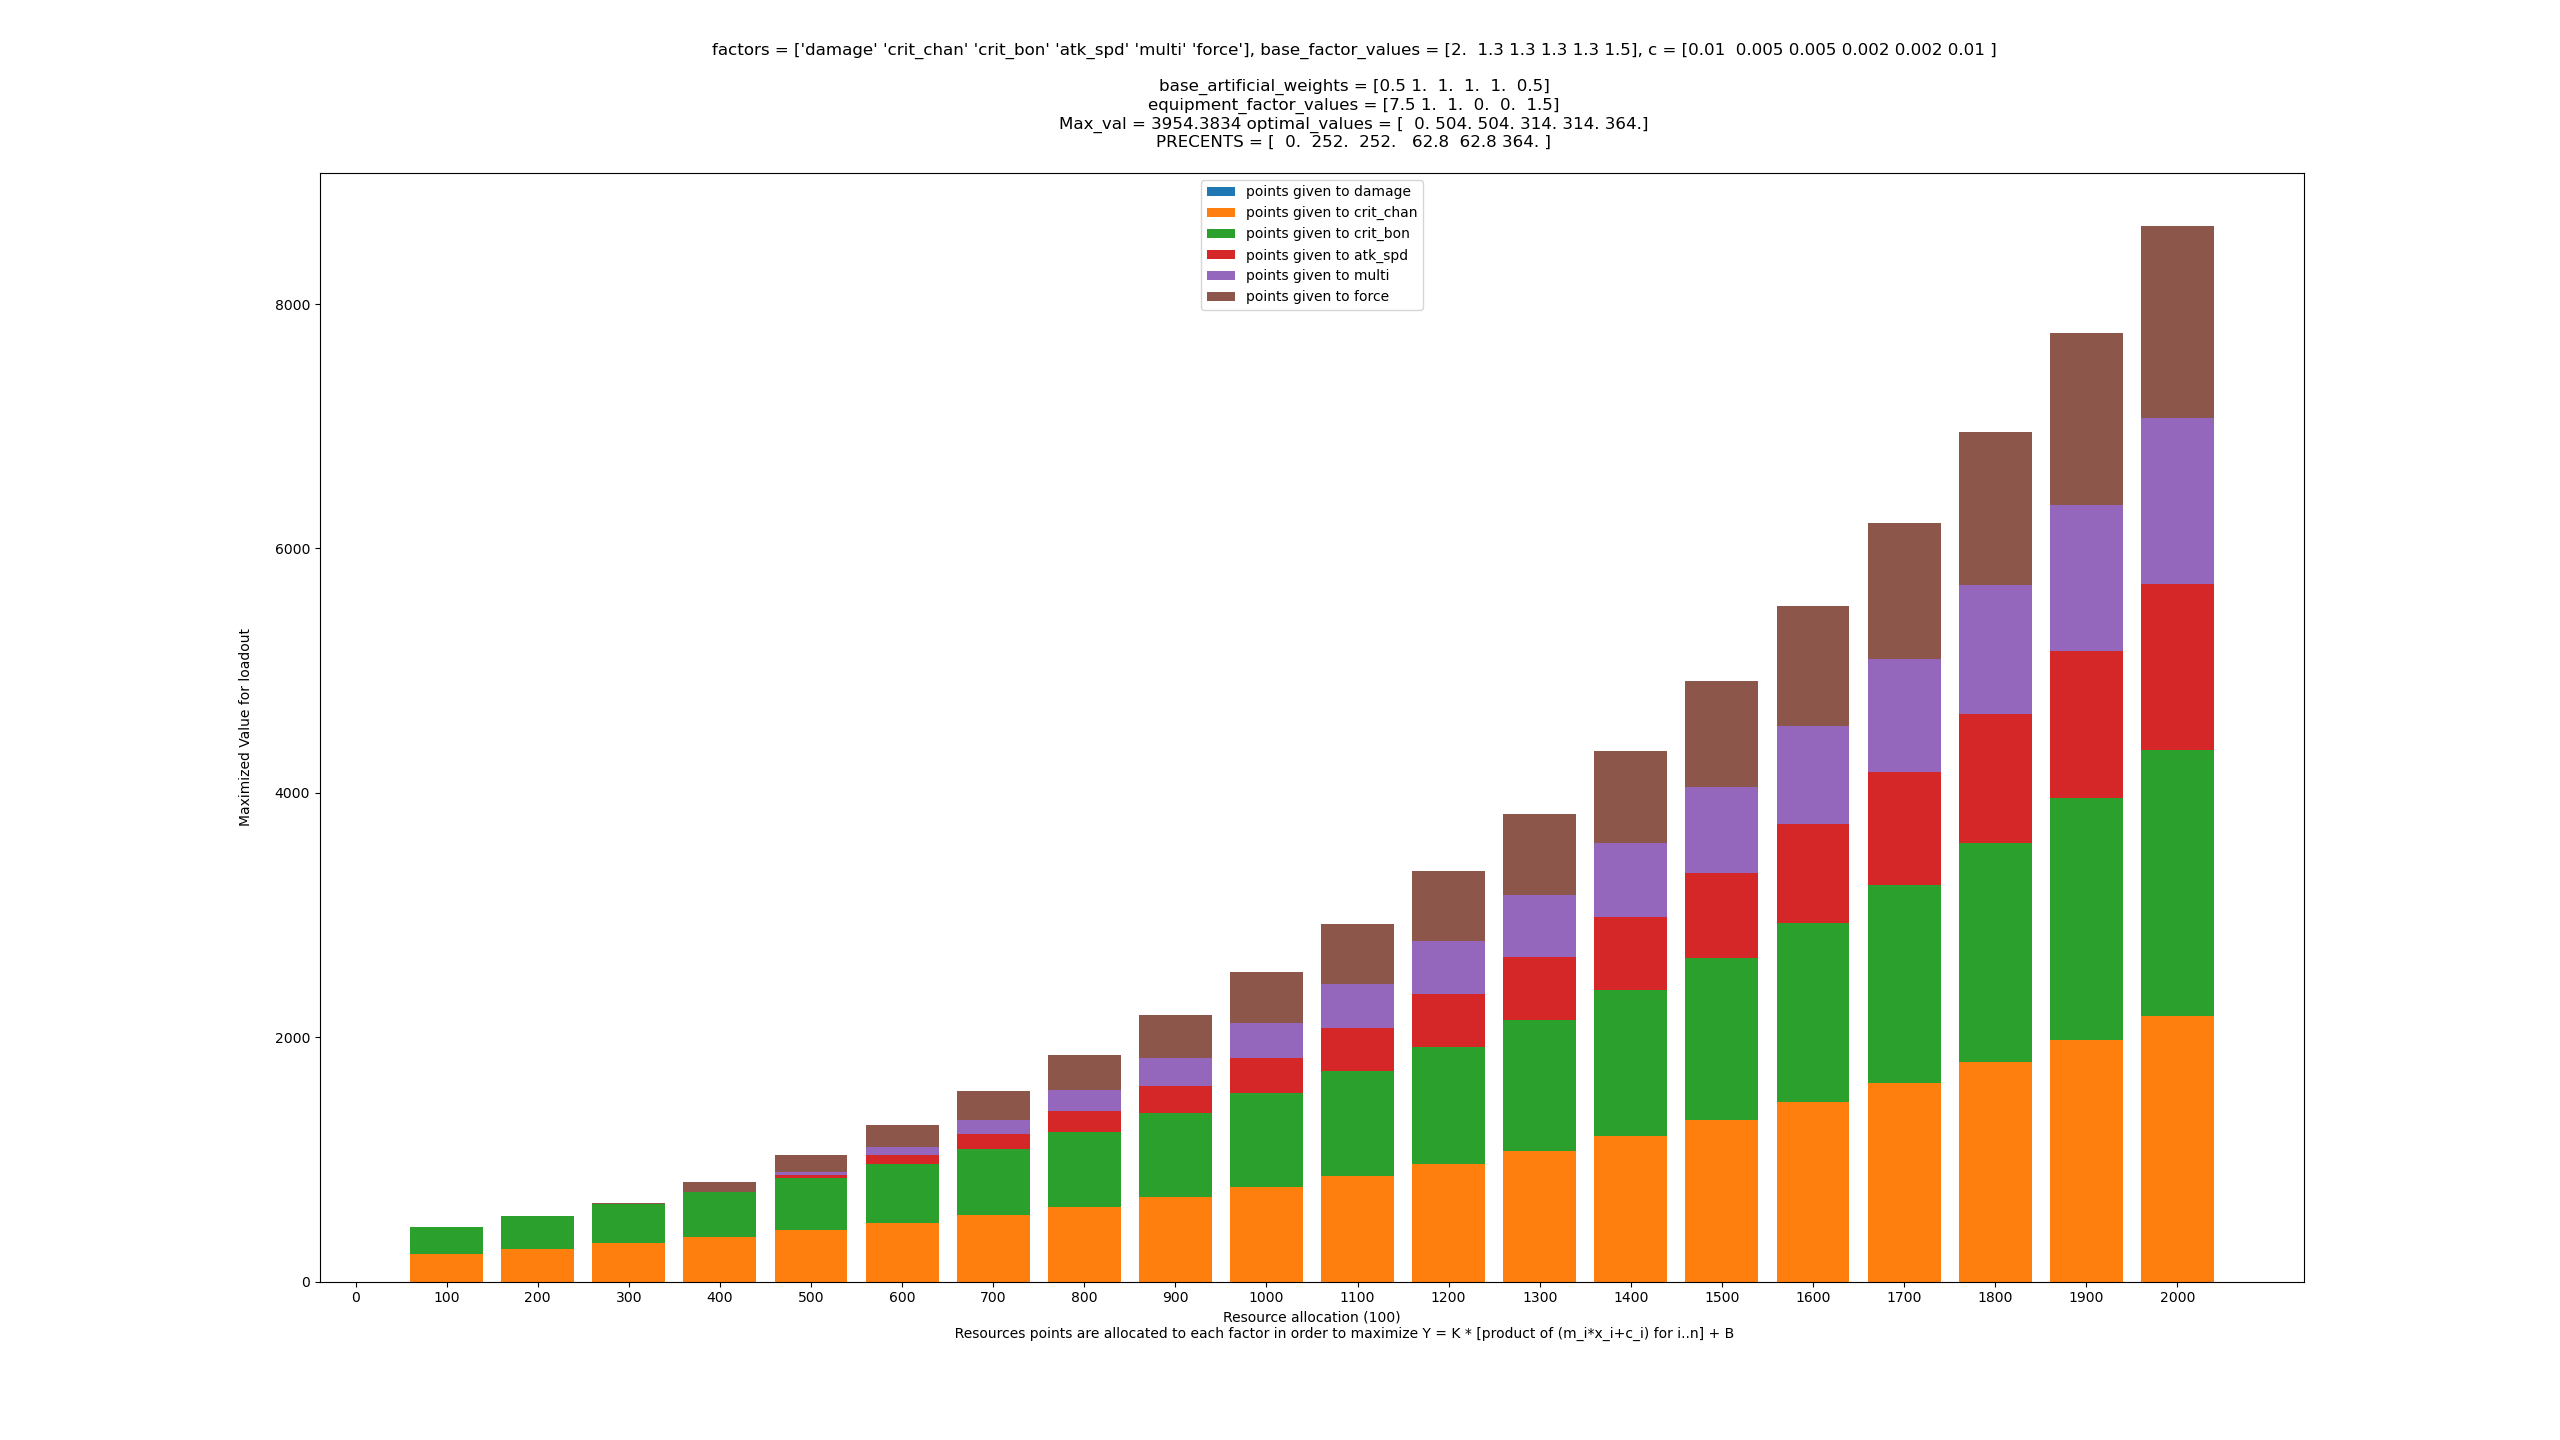 factors = ['damage' 'crit_chan' 'crit_bon' 'atk_spd' 'multi' 'force'], base_factor_values = [2.  1.3 1.3 1.3 1.3 1.5], c = [0.01  0.005 0.005 0.002 0.002 0.01 ]
base_artificial_weights = [0.5 1.  1.  1.  1.  0.5]
equipment_factor_values = [7.5 1.  1.  0.  0.  1.5]
Max_val = 3954.3834 optimal_values = [  0. 504. 504. 314. 314. 364.]
PRECENTS = [  0.  252.  252.   62.8  62.8 364. ]
points given to damage
points given to crit_chan
points given to crit_bon
points given to atk_spd
points given to multi
points given to force
8000
6000
4000
2000
0
Maximized Value for loadout
0 100 200 300 400 500 600 700 800 900 1000 1100 1200 1300 1400 1500 1600 1700 1800 1900 2000
Resource allocation (100)
Resources points are allocated to each factor in order to maximize Y = K * [product of (m_i*x_i+c_i) for i..n] + B